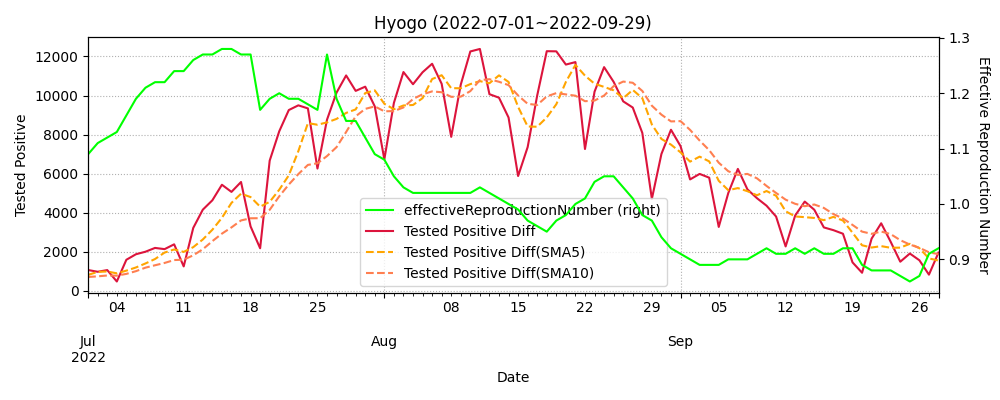 Hyogo (2022-07-01~2022-09-29)
Tested Positive
12000
10000
8000
6000
4000
2000
0
1.3
1.2
1.1
1.0
0.9
Effective Reproduction Number
effectiveReproductionNumber (right)
Tested Positive Diff
Tested Positive Diff(SMA5)
Tested Positive Diff(SMA10)
04 11 18 25 08 15 22 29 05 12 19 26
Jul Aug Sep
2022
Date